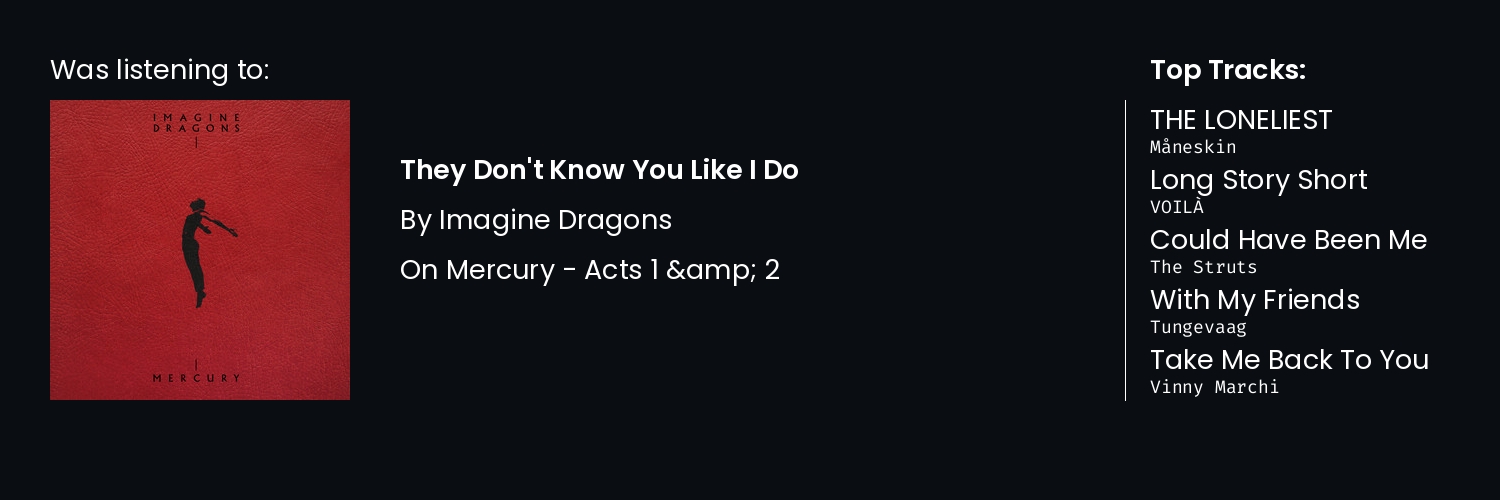 Was listening to:
IMAGINE
DRAGONS
MERCURY
They Don't Know You Like I Do
By Imagine Dragons
On Mercury - Acts 1 &amp; 2
Top Tracks:
THE LONELIEST
Måneskin
Long Story Short
VOILÀ
Could Have Been Me
The Struts
With My Friends
Tungevaag
Take Me Back To You
Vinny Marchi